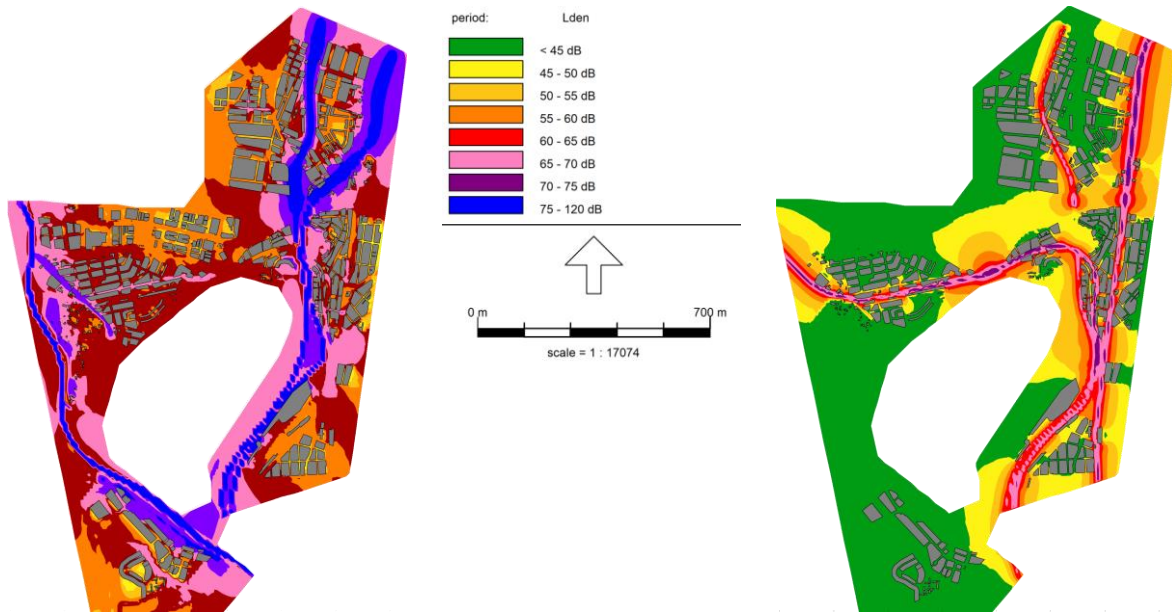 period: Lden
< 45 dB
45 - 50 dB
50 - 55 dB
55 - 60 dB
60 - 65 dB
65 - 70 dB
70 - 75 dB
75 - 120 dB
0 m 700 m
scale = 1 : 17074